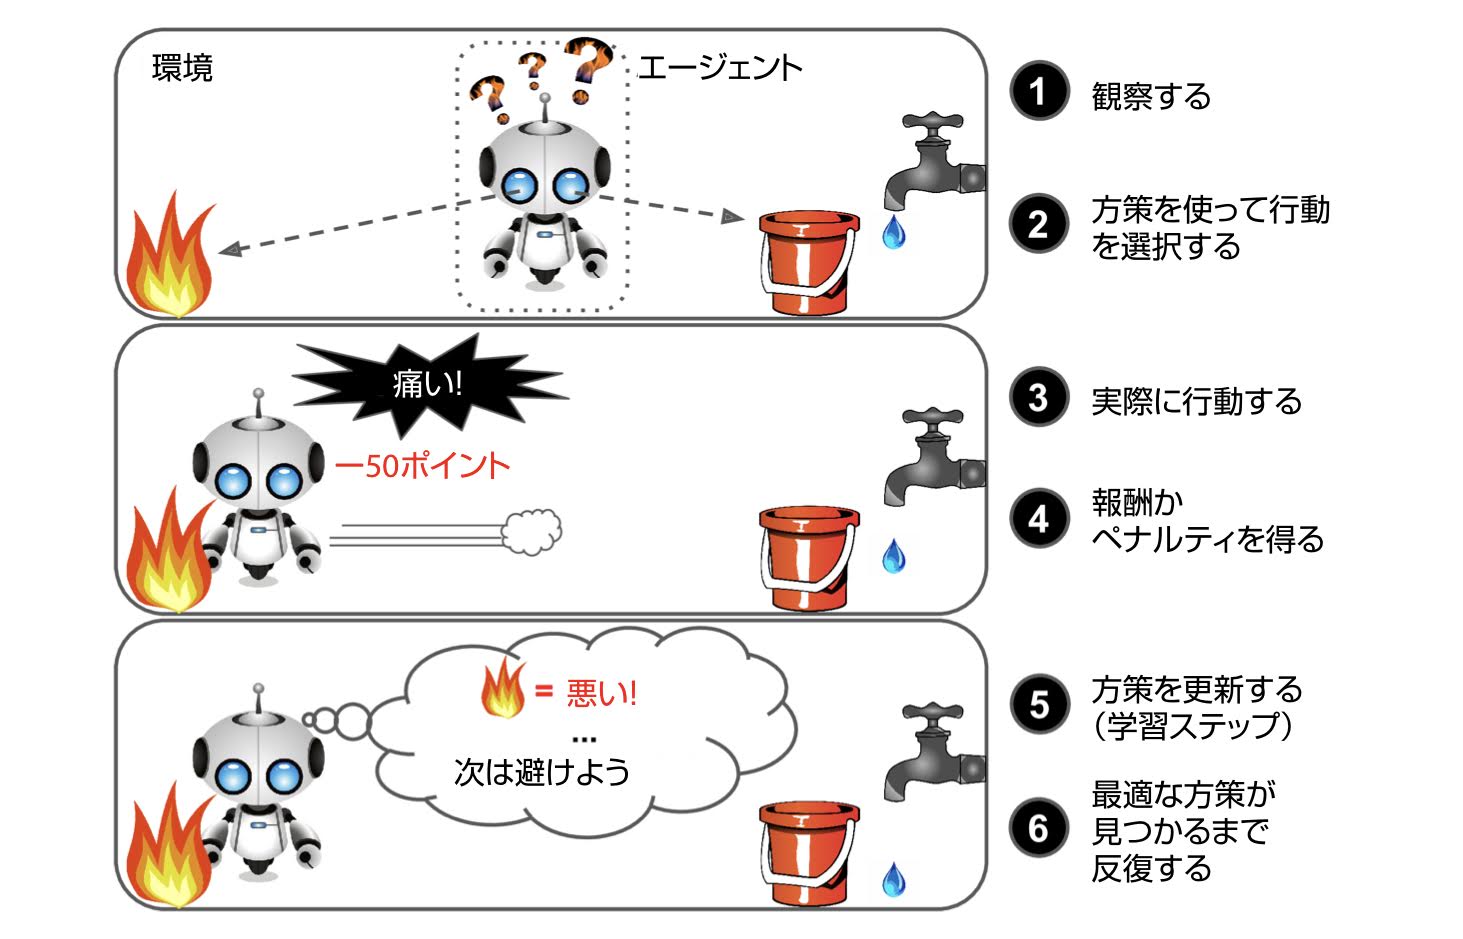 環境
エージェント
1 観察する
2 方策を使って行動
を選択する
痛い!
ー50ポイント
3 実際に行動する
4 報酬か
ペナルティを得る
= 悪い!
...
次は避けよう
5 方策を更新する
(学習ステップ)
6 最適な方策が
見つかるまで
反復する